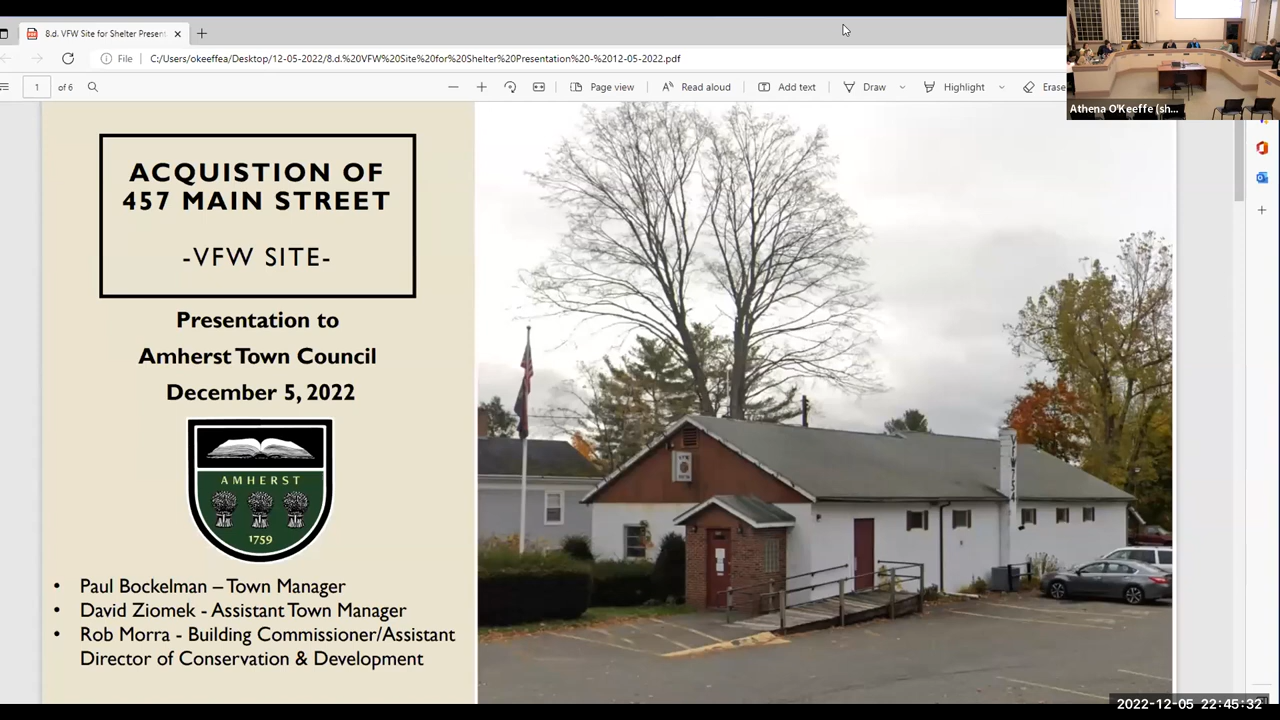 8.d. VFW Site for Shelter Present
File
C:/Users/okeeffea/Desktop/12-05-2022/8.d.%20VFW%20Site%20for%20Shelter%20Presentation%20-%2012-05-2022.pdf
1 of 6
Page view
Read aloud
Add text
Draw
Highlight
Erase
Athena O'Keeffe (sh...
ACQUISTION OF
457 MAIN STREET
-VFW SITE-
Presentation to
Amherst Town Council
December 5, 2022
AMHERST
1759
• Paul Bockelman – Town Manager
• David Ziomek - Assistant Town Manager
• Rob Morra - Building Commissioner/Assistant
Director of Conservation & Development
2022-12-05 22:45:32